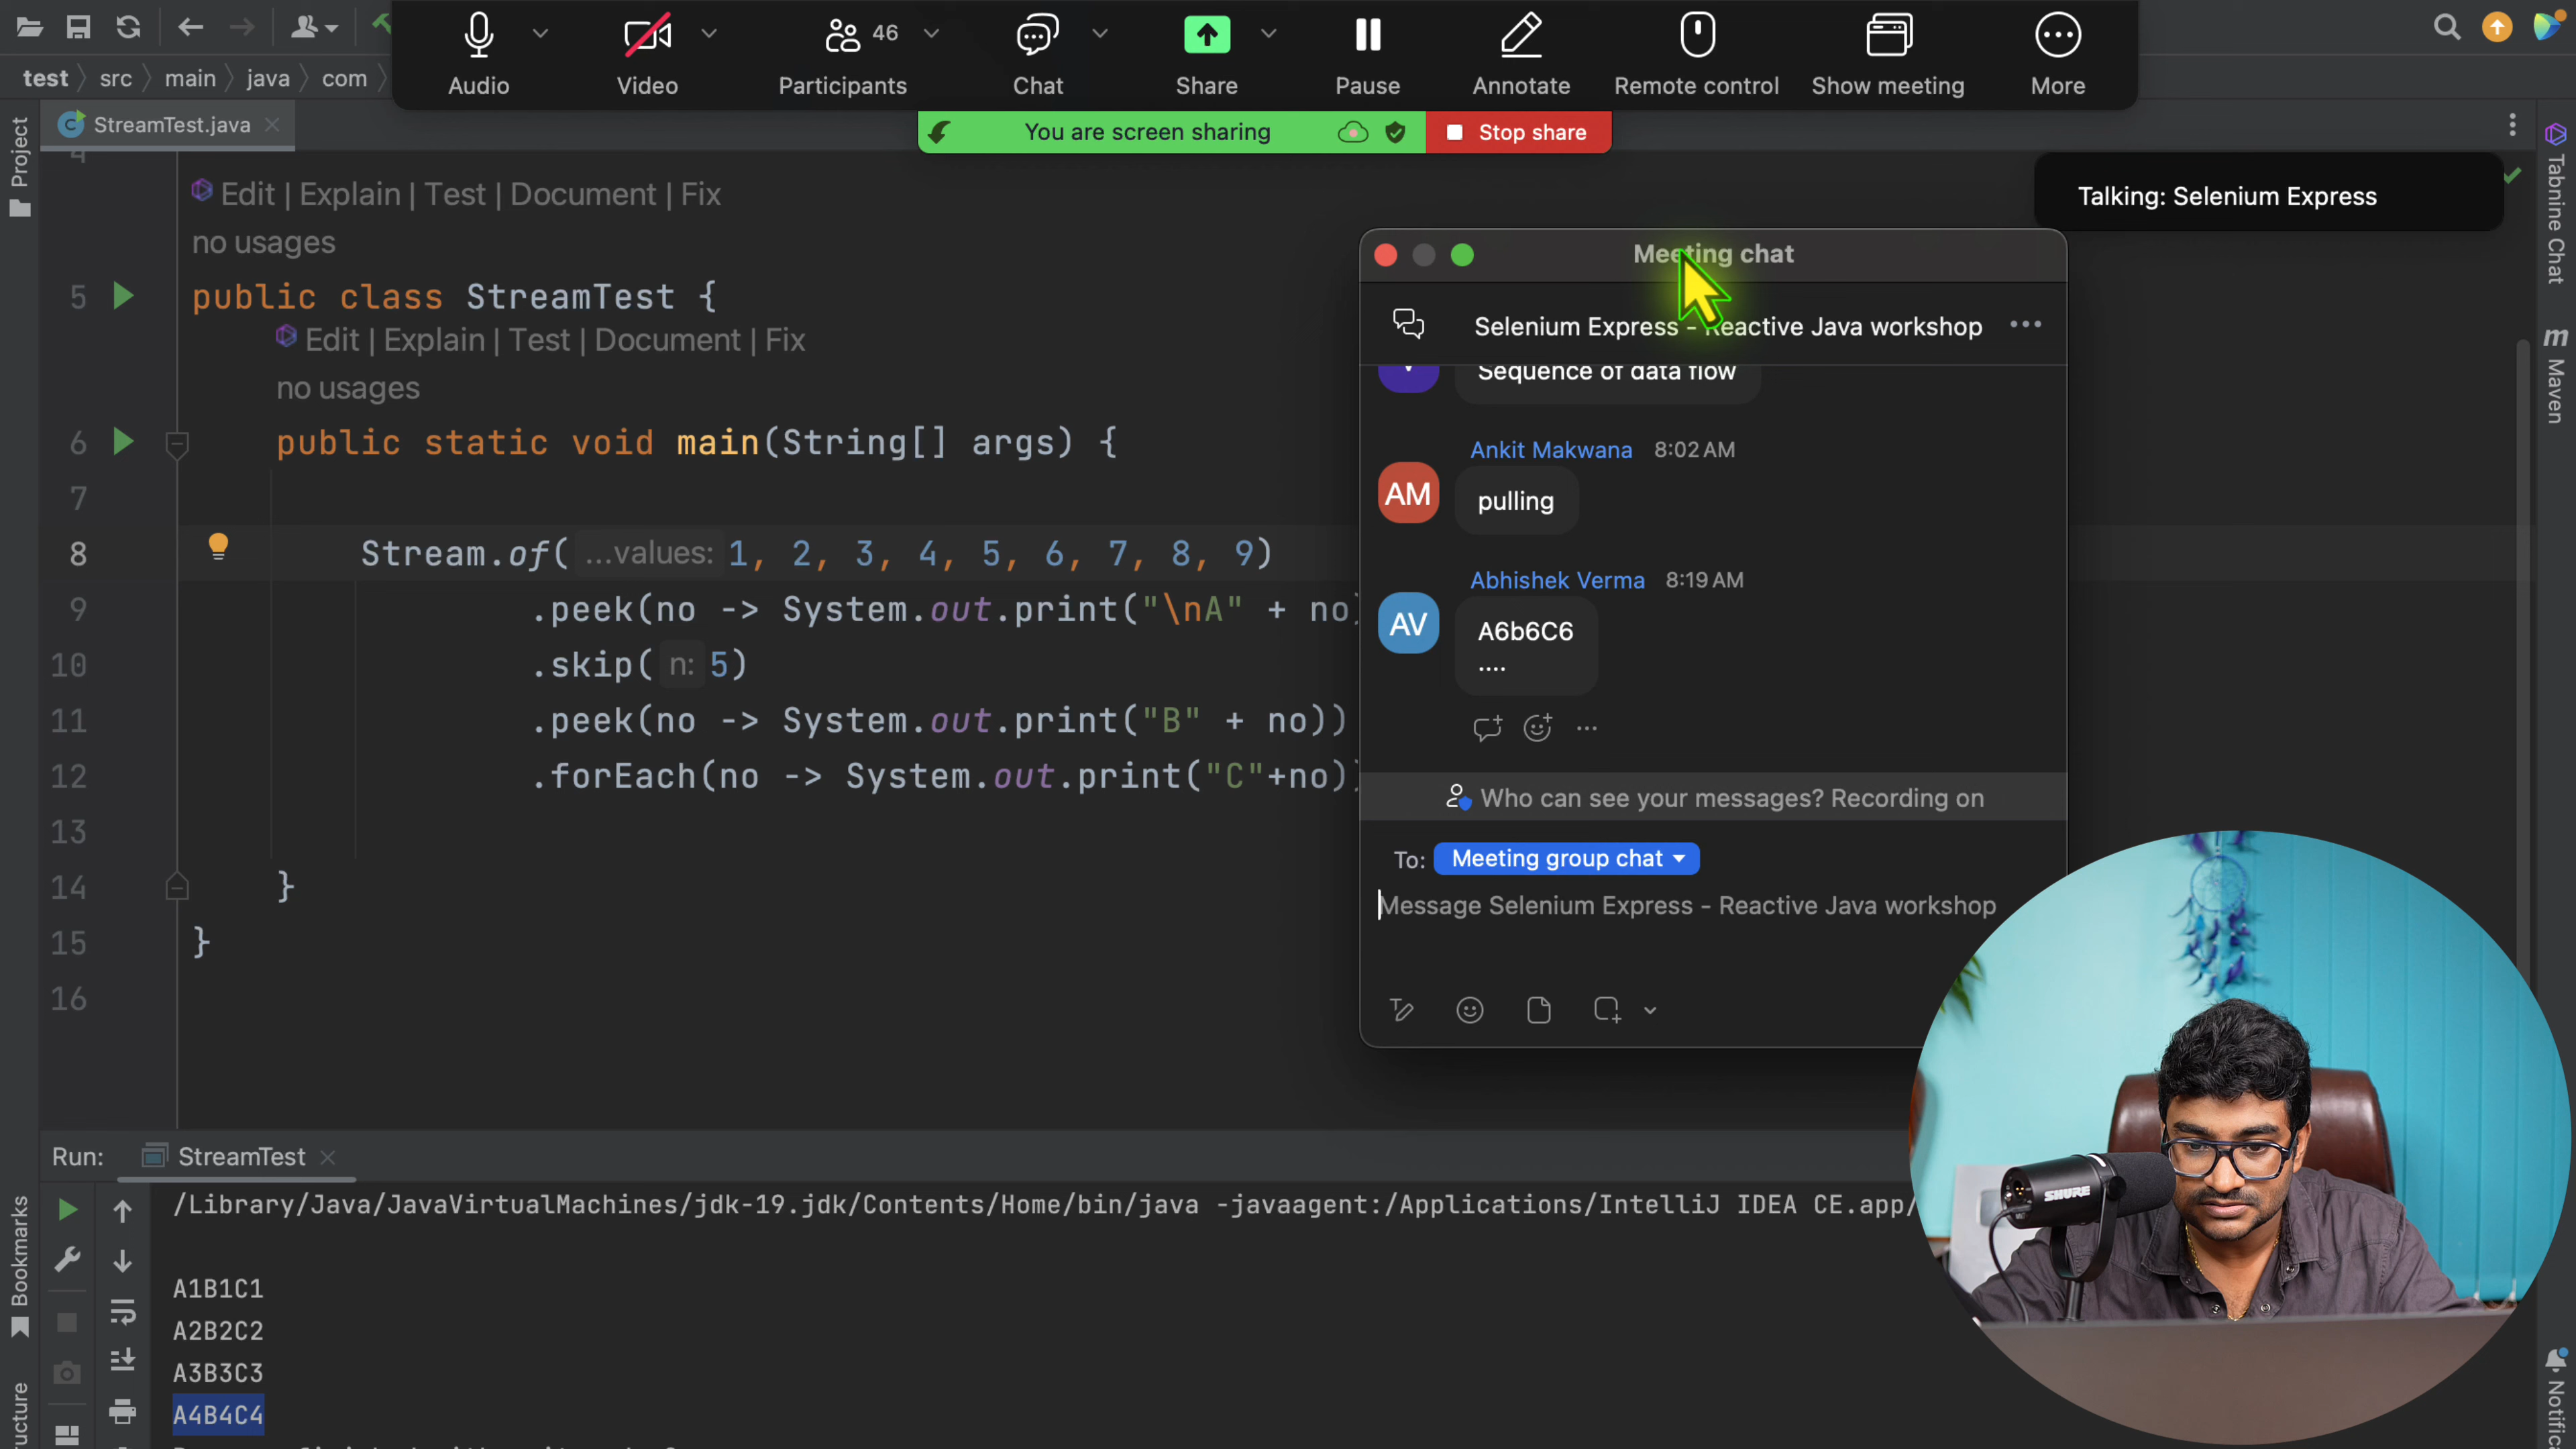 Audio
Video
46
Participants
Chat
Share
Pause
Annotate
Remote control
Show meeting
More
test
src
main
java
com
You are screen sharing
Stop share
StreamTest.java
Talking: Selenium Express
Project
Tabnine Chat
Maven
4
Edit | Explain | Test | Document | Fix
no usages
5 public class StreamTest {
Edit | Explain | Test | Document | Fix
no usages
6 public static void main(String[] args) {
7
8 Stream.of( ...values: 1, 2, 3, 4, 5, 6, 7, 8, 9)
9 .peek(no -> System.out.print("\nA" + no)
10 .skip( n: 5)
11 .peek(no -> System.out.print("B" + no))
12 .forEach(no -> System.out.print("C"+no))
13
14 }
15 }
16
Meeting chat
Selenium Express - Reactive Java workshop
Sequence of data flow
Ankit Makwana 8:02 AM
AM
pulling
Abhishek Verma 8:19 AM
AV
A6b6C6
....
Who can see your messages? Recording on
To: Meeting group chat
Message Selenium Express - Reactive Java workshop
SHURE
Run: StreamTest
/Library/Java/JavaVirtualMachines/jdk-19.jdk/Contents/Home/bin/java -javaagent:/Applications/IntelliJ IDEA CE.app/
A1B1C1
A2B2C2
A3B3C3
A4B4C4
Bookmarks